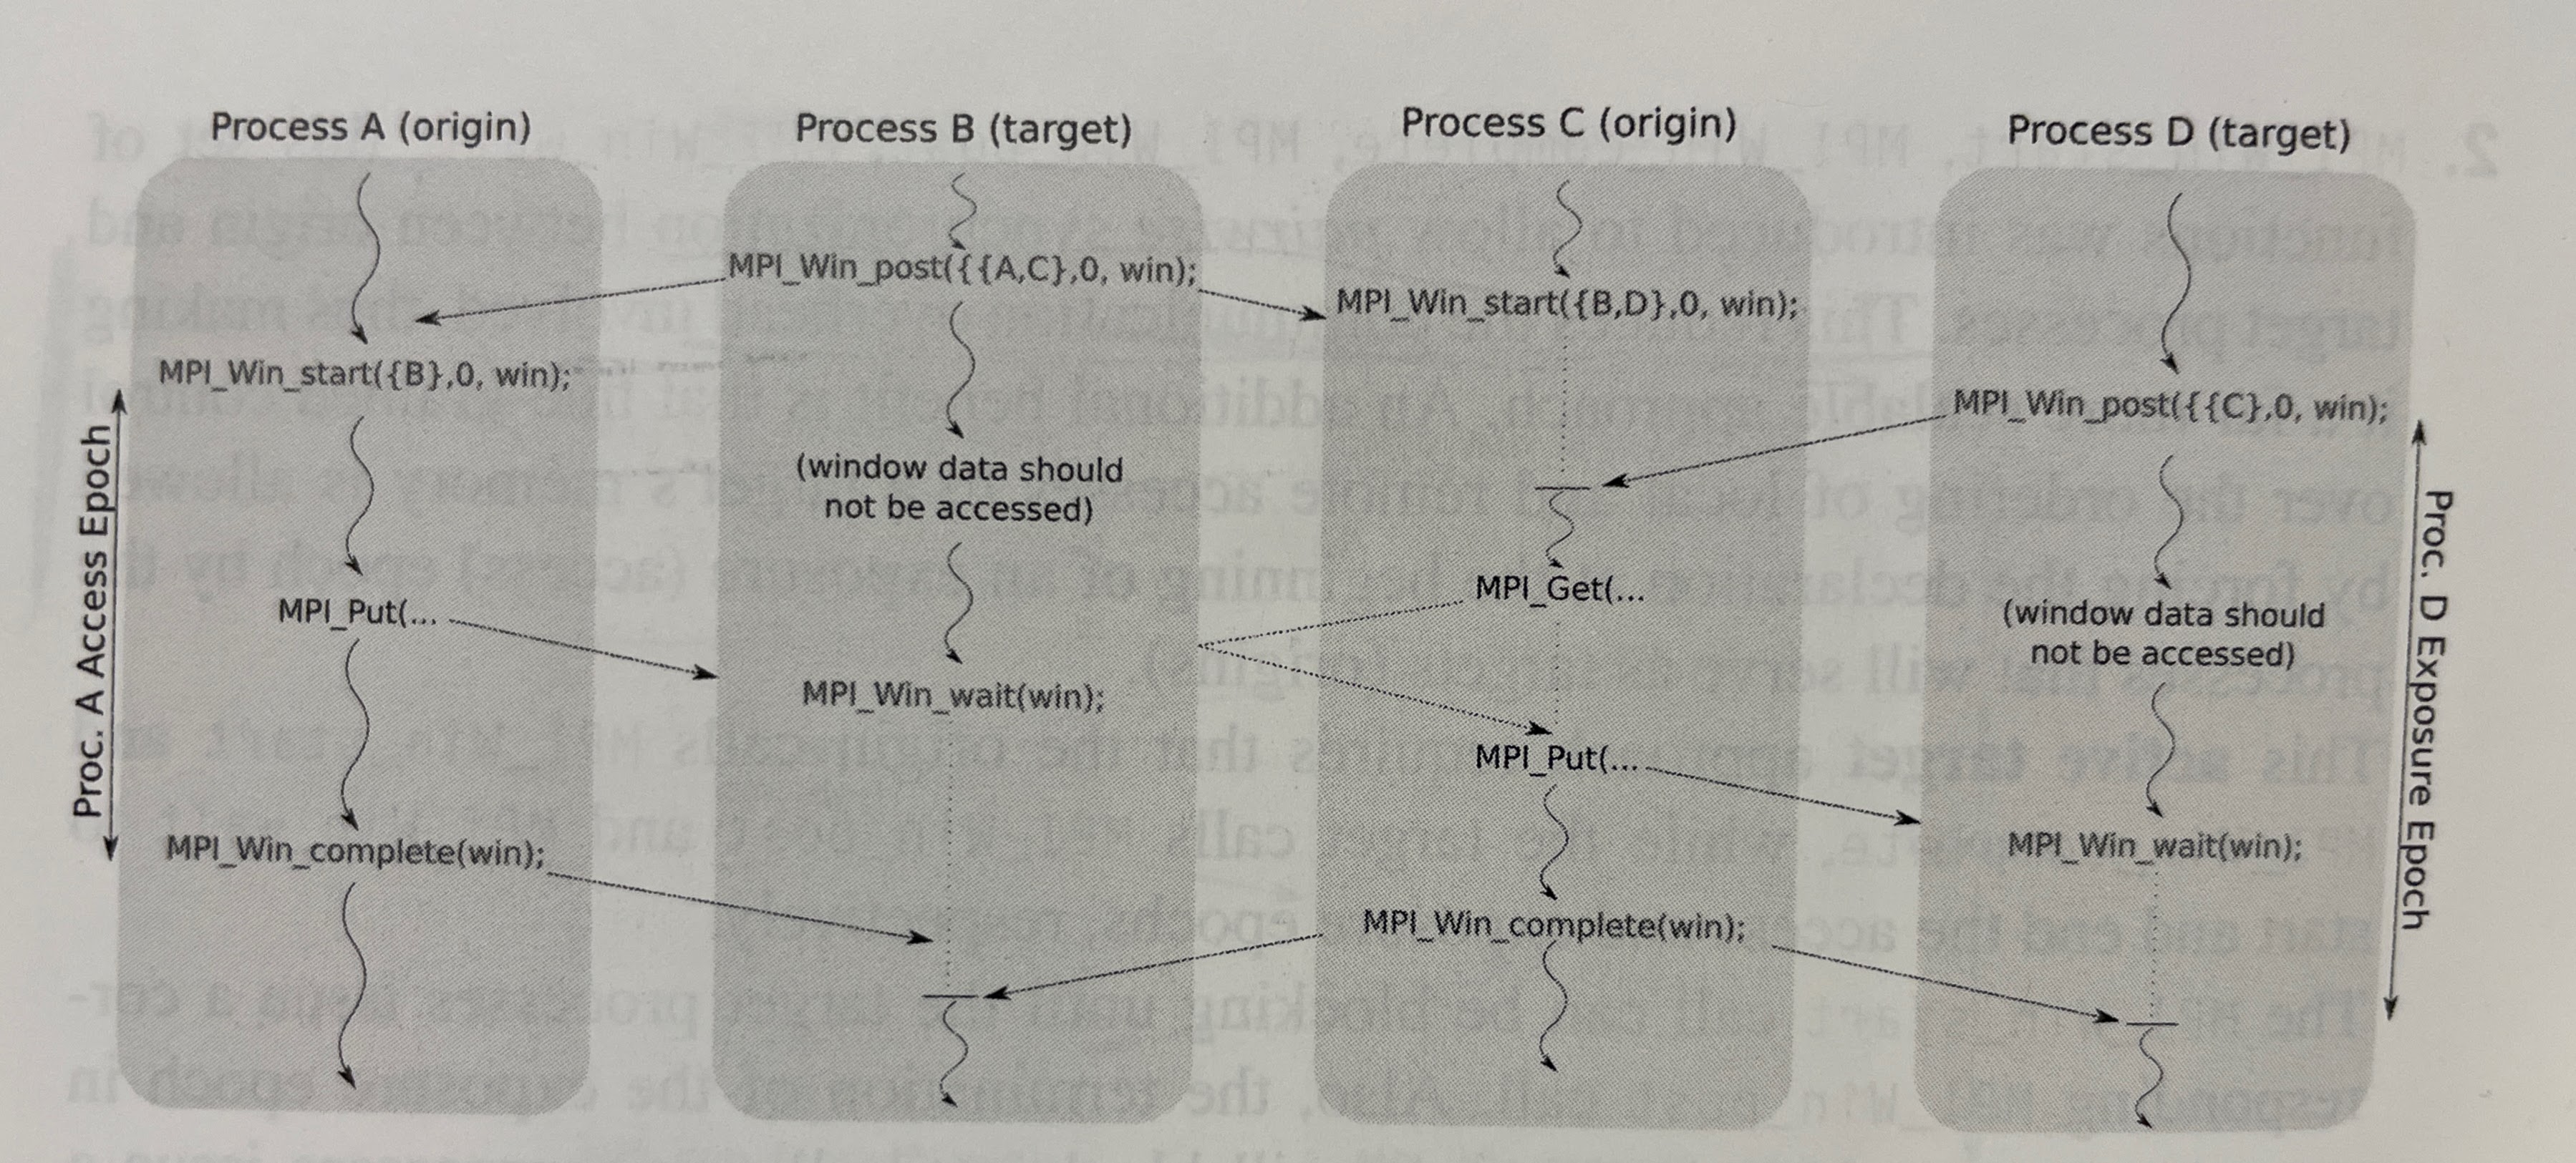 Process A (origin)
MPI_Win_start({B},0, win);
MPI_Put(...
MPI_Win_complete(win);
Proc. A Access Epoch
Process B (target)
MPI_Win_post({{A,C},0, win);
(window data should
not be accessed)
MPI_Win_wait(win);
Process C (origin)
MPI_Win_start({B,D},0, win);
MPI_Get(...
MPI_Put(...
MPI_Win_complete(win);
Process D (target)
MPI_Win_post({{C},0, win);
(window data should
not be accessed)
MPI_Win_wait(win);
Proc. D Exposure Epoch